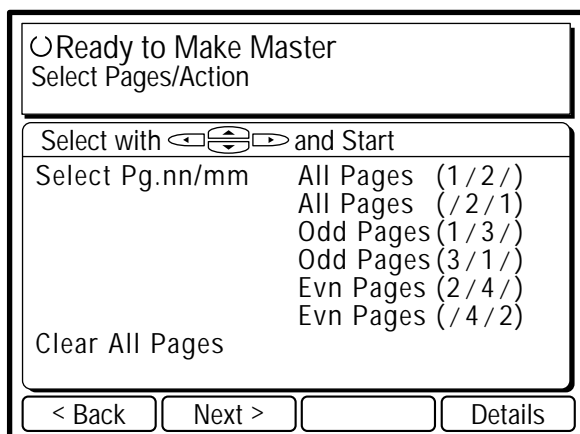 Ready to Make Master
Select Pages/Action
Select with and Start
Select Pg.nn/mm All Pages (1/2/)
All Pages (/2/1)
Odd Pages (1/3/)
Odd Pages (3/1/)
Evn Pages (2/4/)
Evn Pages (/4/2)
Clear All Pages
< Back Next > Details